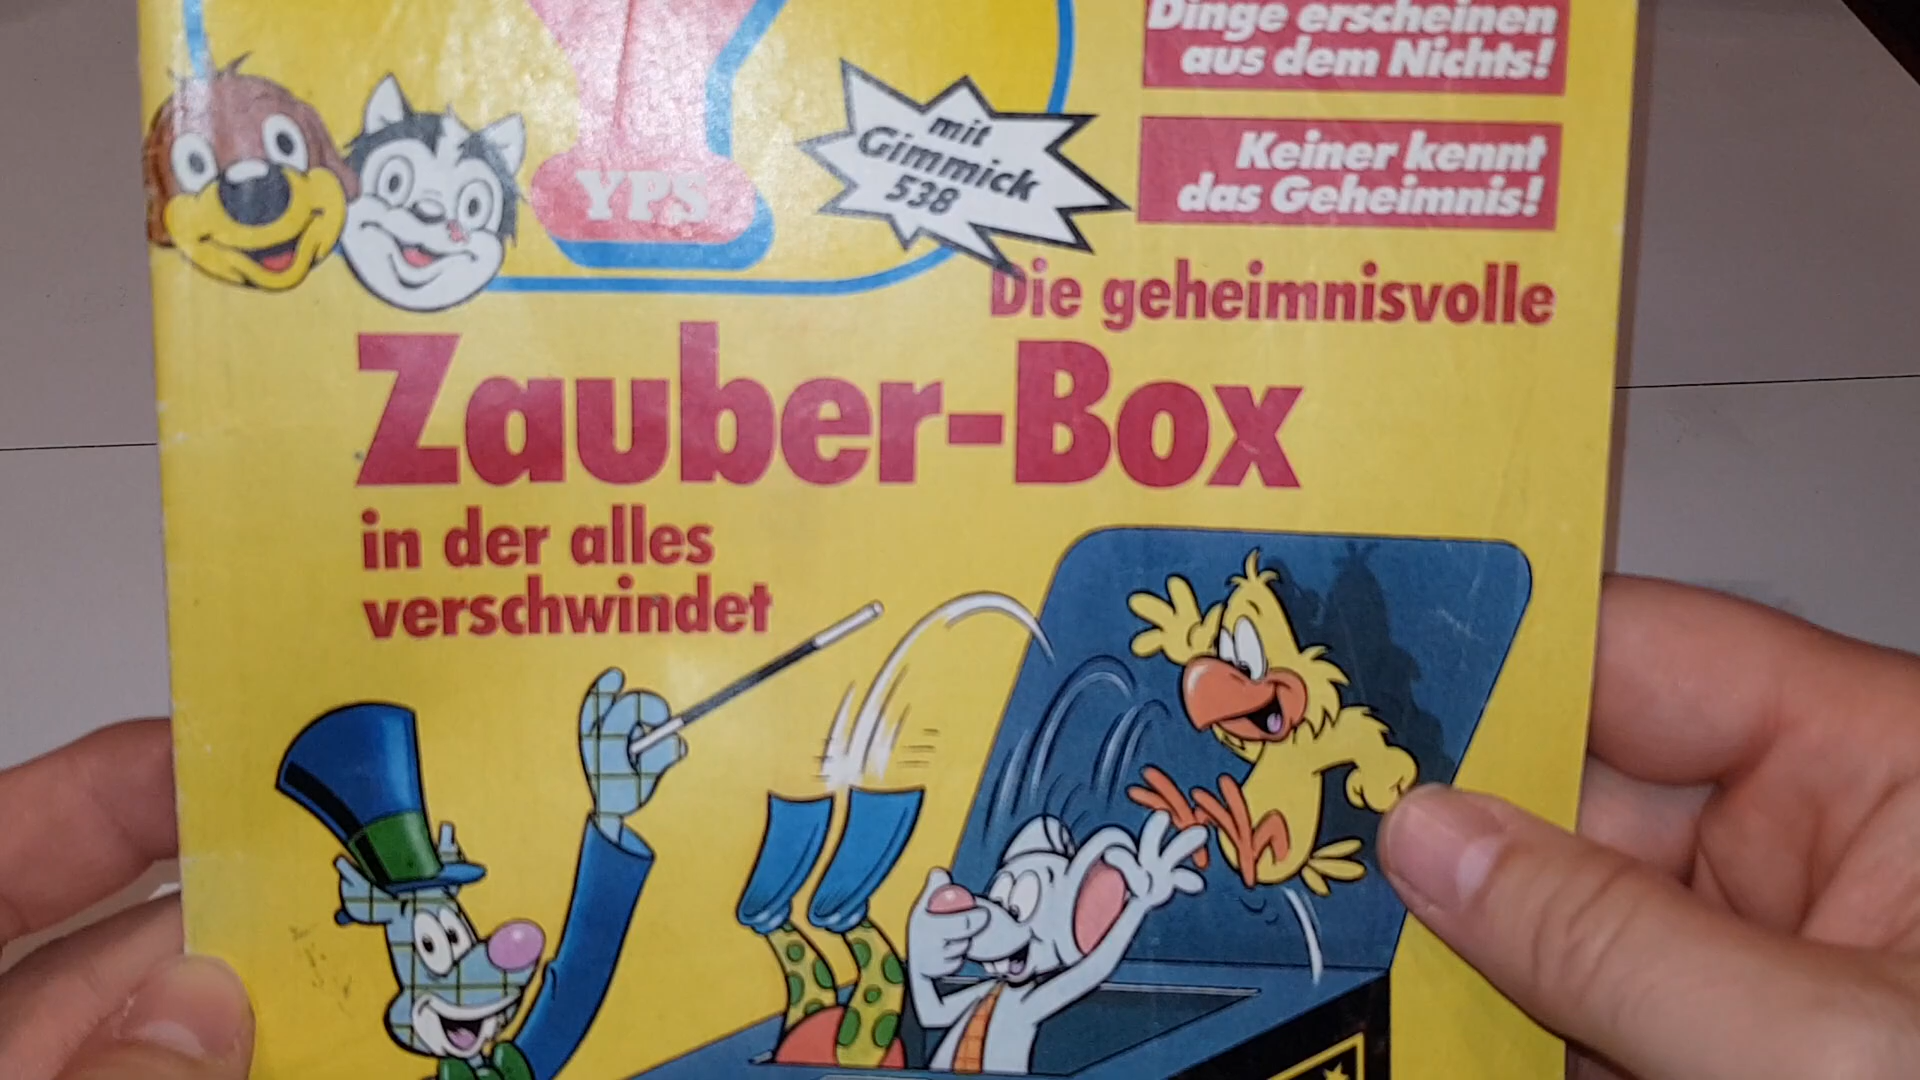 YPS
mit
Gimmick
538
Dinge erscheinen
aus dem Nichts!
Keiner kennt
das Geheimnis!
Die geheimnisvolle
Zauber-Box
in der alles
verschwindet